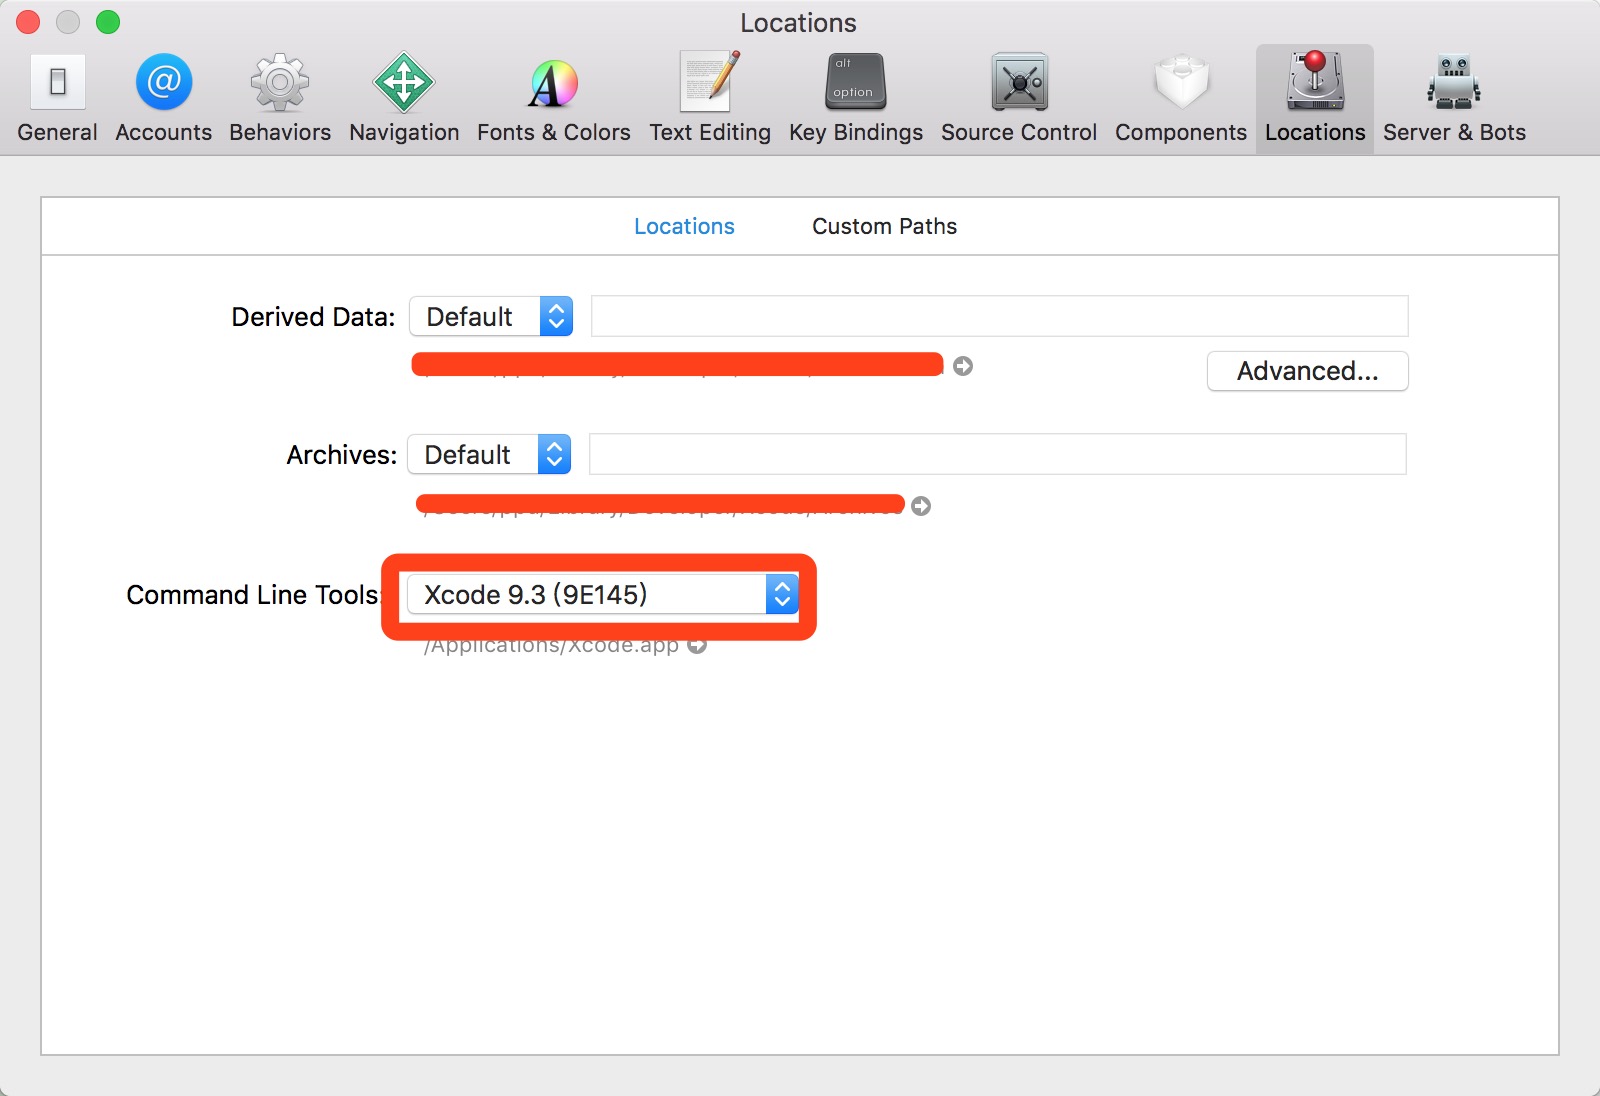 Locations
General Accounts Behaviors Navigation Fonts & Colors Text Editing Key Bindings Source Control Components Locations Server & Bots
alt
option
Locations Custom Paths
Derived Data: Default
Advanced...
Archives: Default
Command Line Tools: Xcode 9.3 (9E145)
/Applications/Xcode.app